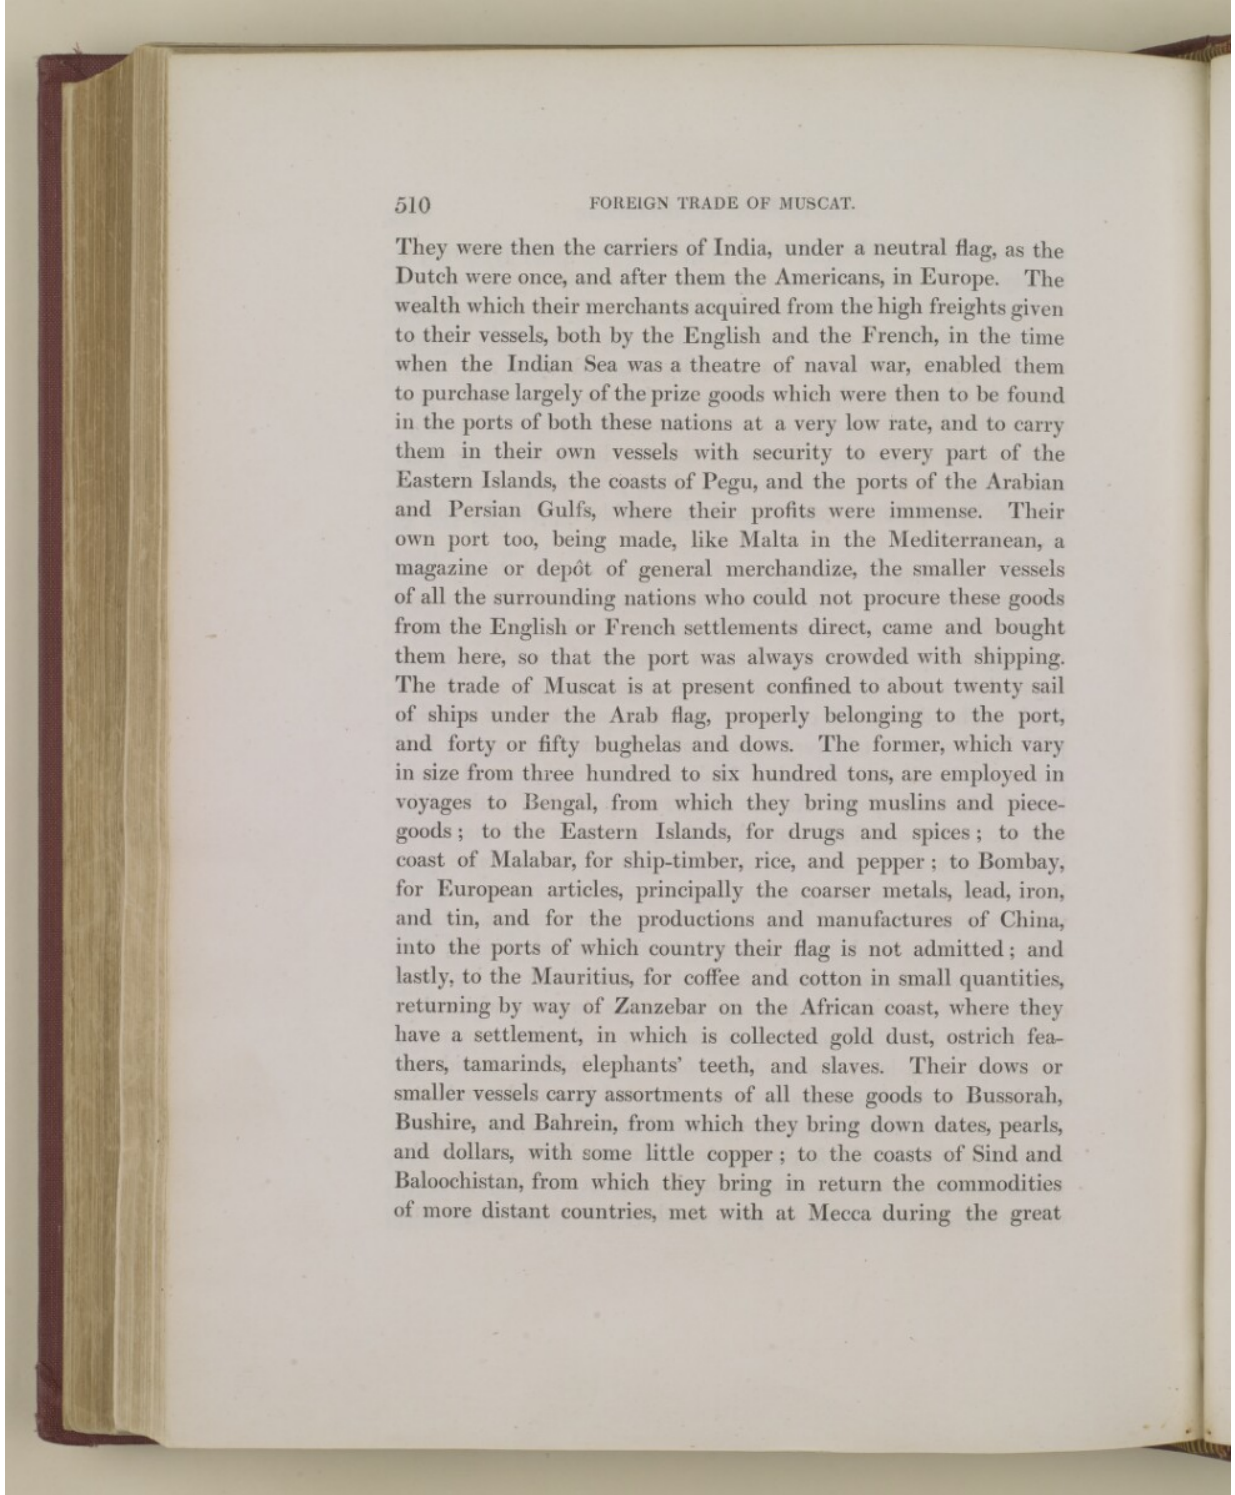 510 FOREIGN TRADE OF MUSCAT.
They were then the carriers of India, under a neutral flag, as the
Dutch were once, and after them the Americans, in Europe. The
wealth which their merchants acquired from the high freights given
to their vessels, both by the English and the French, in the time
when the Indian Sea was a theatre of naval war, enabled them
to purchase largely of the prize goods which were then to be found
in the ports of both these nations at a very low rate, and to carry
them in their own vessels with security to every part of the
Eastern Islands, the coasts of Pegu, and the ports of the Arabian
and Persian Gulfs, where their profits were immense. Their
own port too, being made, like Malta in the Mediterranean, a
magazine or depôt of general merchandize, the smaller vessels
of all the surrounding nations who could not procure these goods
from the English or French settlements direct, came and bought
them here, so that the port was always crowded with shipping.
The trade of Muscat is at present confined to about twenty sail
of ships under the Arab flag, properly belonging to the port,
and forty or fifty bughelas and dows. The former, which vary
in size from three hundred to six hundred tons, are employed in
voyages to Bengal, from which they bring muslins and piece-
goods ; to the Eastern Islands, for drugs and spices ; to the
coast of Malabar, for ship-timber, rice, and pepper ; to Bombay,
for European articles, principally the coarser metals, lead, iron,
and tin, and for the productions and manufactures of China,
into the ports of which country their flag is not admitted ; and
lastly, to the Mauritius, for coffee and cotton in small quantities,
returning by way of Zanzebar on the African coast, where they
have a settlement, in which is collected gold dust, ostrich fea-
thers, tamarinds, elephants' teeth, and slaves. Their dows or
smaller vessels carry assortments of all these goods to Bussorah,
Bushire, and Bahrein, from which they bring down dates, pearls,
and dollars, with some little copper ; to the coasts of Sind and
Baloochistan, from which they bring in return the commodities
of more distant countries, met with at Mecca during the great